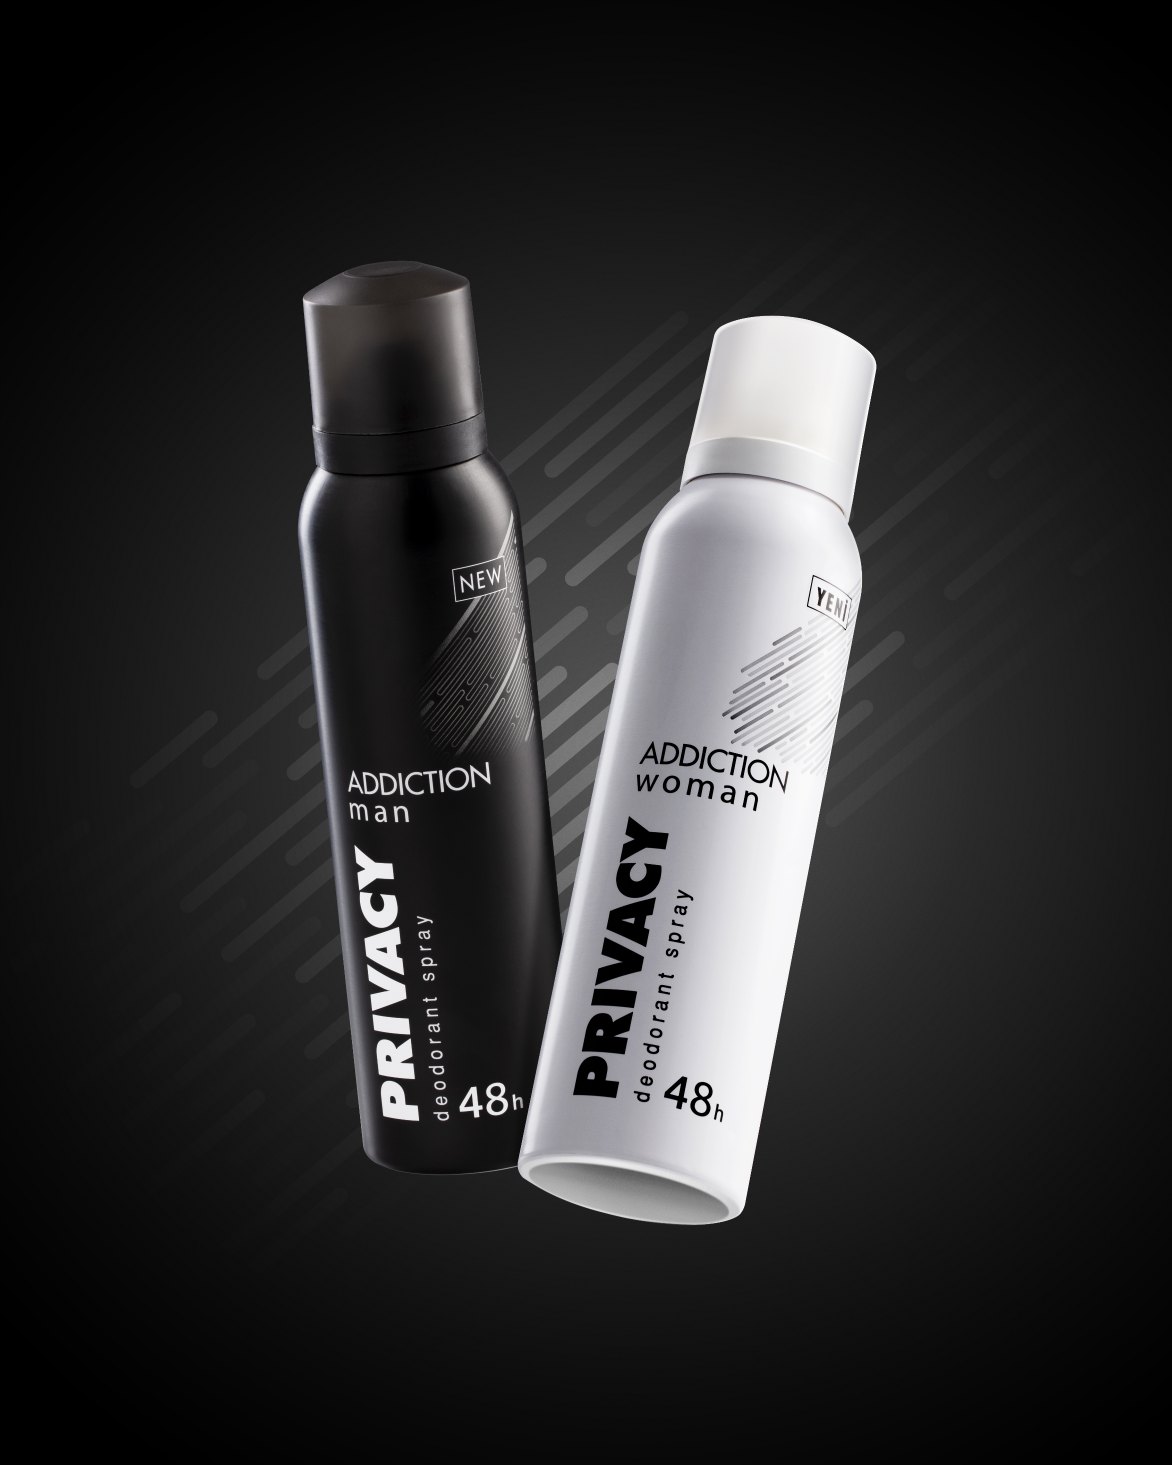 NEW
ADDICTION
man
PRIVACY
deodorant spray
48h
YENİ
ADDICTION
woman
PRIVACY
deodorant spray
48h